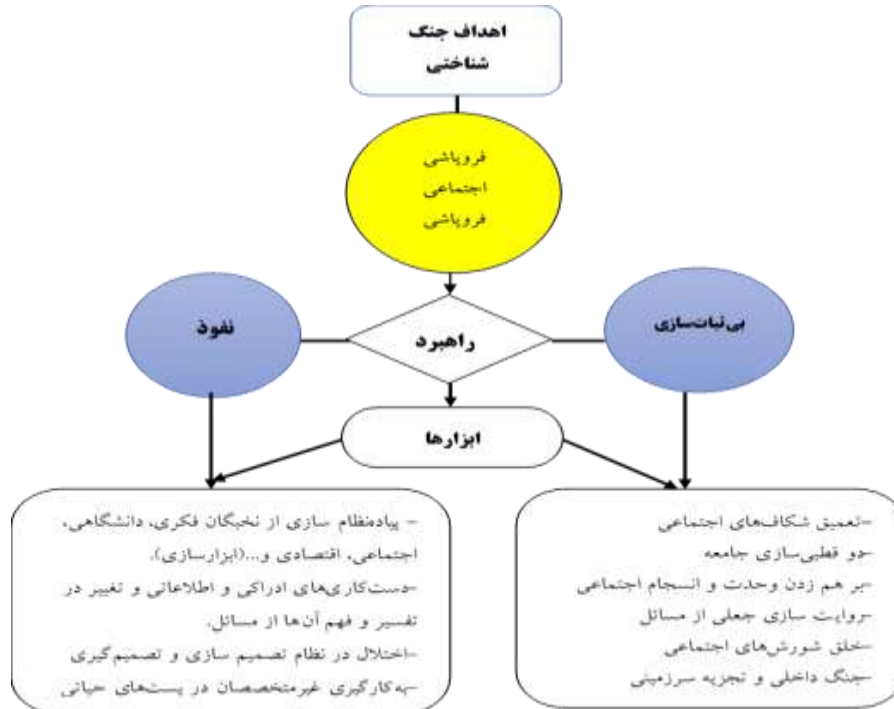 اهداف جنگ
شناختی
فروپاشی
اجتماعی
فروپاشی
بی‌ثبات‌سازی
راهبرد
نفوذ
ابزارها
-تعمیق شکاف‌های اجتماعی
-دو قطبی‌سازی جامعه
-بر هم زدن وحدت و انسجام اجتماعی
-روایت سازی جعلی از مسائل
-خلق شورش‌های اجتماعی
-جنگ داخلی و تجزیه سرزمینی
- پیاده‌نظام سازی از نخبگان فکری، دانشگاهی،
اجتماعی، اقتصادی و...(ابزارسازی).
-دست‌کاری‌های ادراکی و اطلاعاتی و تغییر در
تفسیر و فهم آن‌ها از مسائل.
-اختلال در نظام تصمیم سازی و تصمیم‌گیری
-به‌کارگیری غیرمتخصصان در پست‌های حیاتی